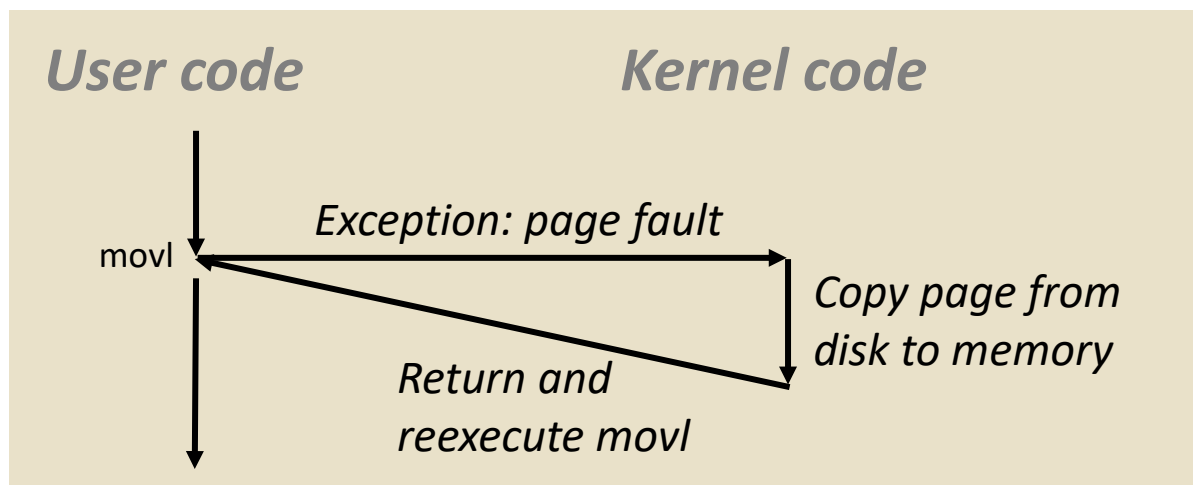 User code
Kernel code
Exception: page fault
movl
Copy page from
disk to memory
Return and
reexecute movl